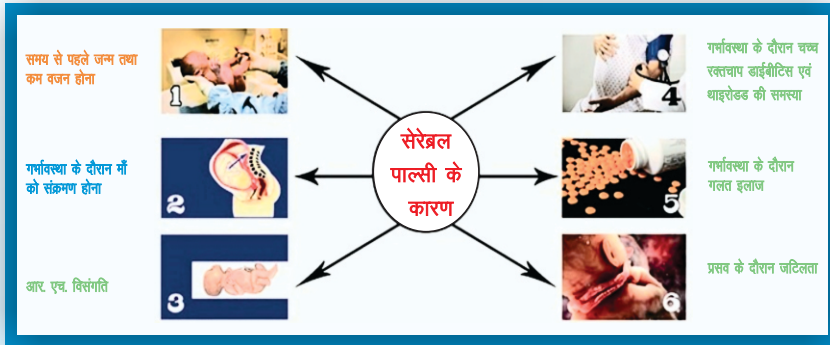 समय से पहले जन्म तथा
कम वजन होना
1
गर्भावस्था के दौरान माँ
को संक्रमण होना
2
आर. एच. विसंगति
3
सेरेब्रल
पाल्सी के
कारण
गर्भावस्था के दौरान चच्च
रक्तचाप डाईबीटिस एवं
थाइरोडड की समस्या
4
गर्भावस्था के दौरान
गलत इलाज
5
प्रसव के दौरान जटिलता
6